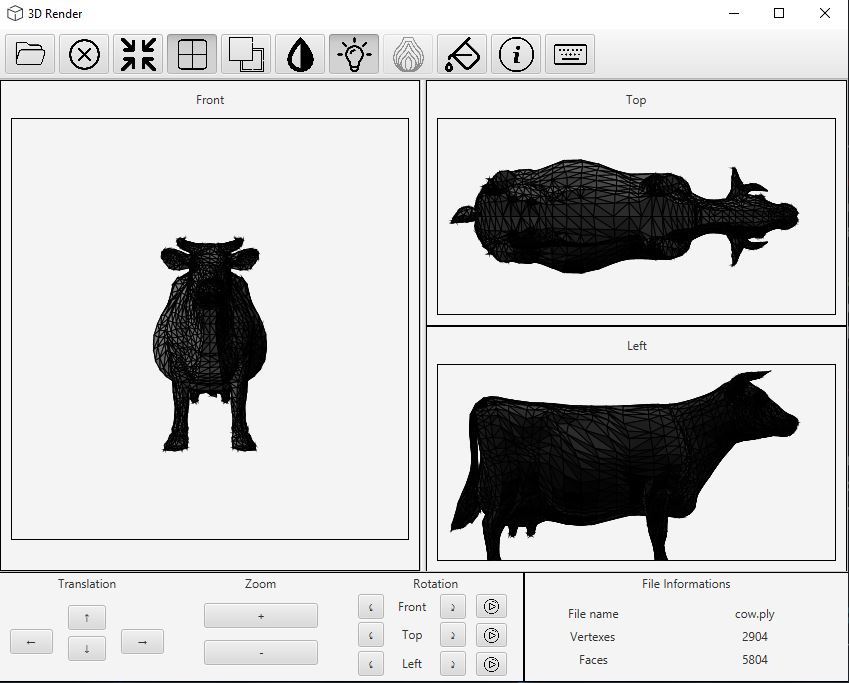 3D Render
Front
Top
Left
Translation
Zoom
Rotation
File Informations
↑
←
→
↓
+
-
Front
Top
Left
File name cow.ply
Vertexes 2904
Faces 5804